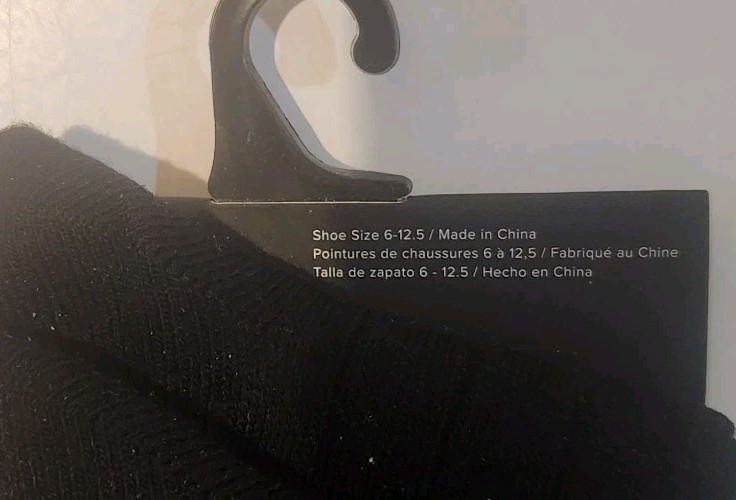 Shoe Size 6-12.5 / Made in China
Pointures de chaussures 6 à 12,5 / Fabriqué au Chine
Talla de zapato 6 - 12.5 / Hecho en China